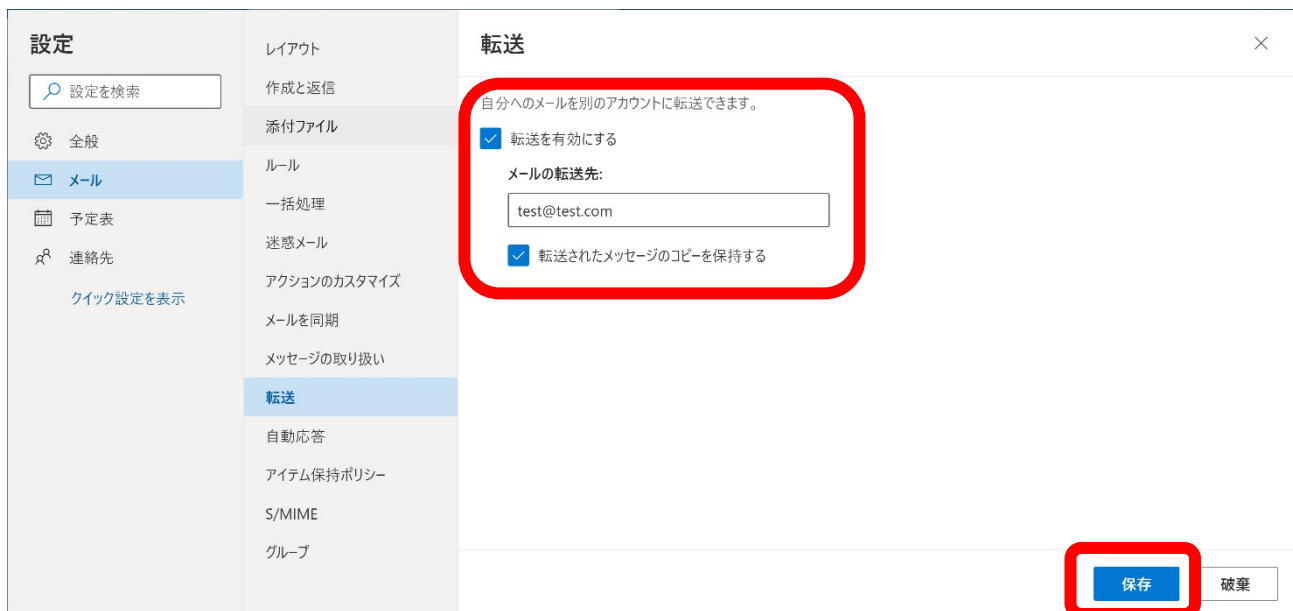 設定
設定を検索
全般
メール
予定表
連絡先
クイック設定を表示
レイアウト
作成と返信
添付ファイル
ルール
一括処理
迷惑メール
アクションのカスタマイズ
メールを同期
メッセージの取り扱い
転送
自動応答
アイテム保持ポリシー
S/MIME
グループ
転送
自分へのメールを別のアカウントに転送できます。
転送を有効にする
メールの転送先:
test@test.com
転送されたメッセージのコピーを保持する
保存
破棄